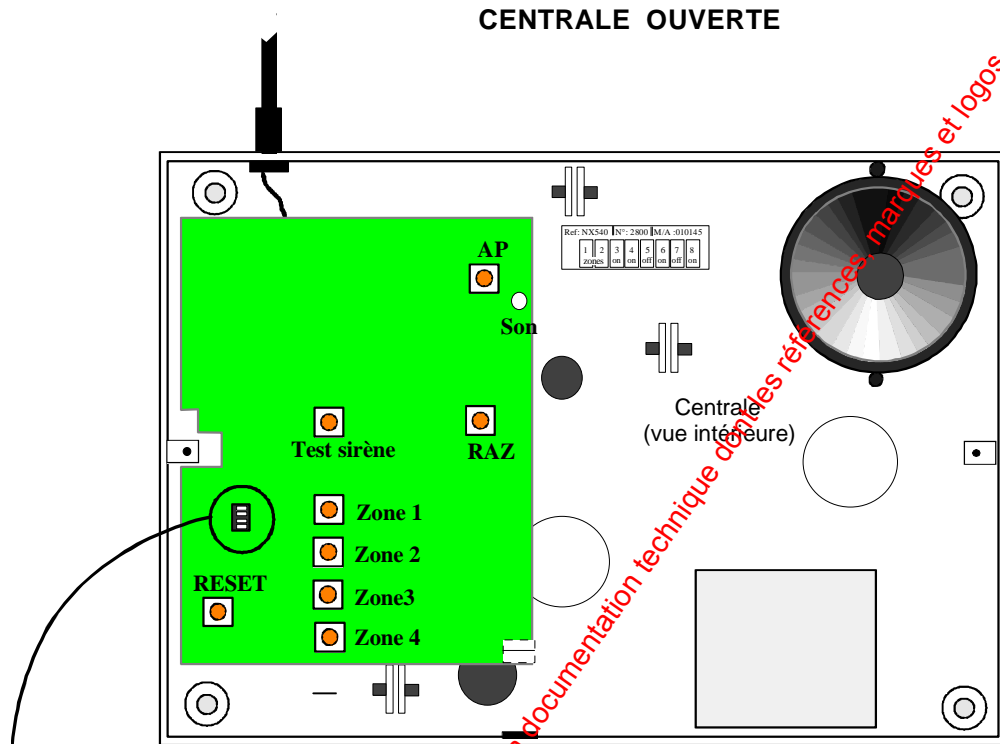 CENTRALE OUVERTE
Ref: NX540 N°: 2800 M/A :010145
1 2 3 4 5 6 7 8
zones on on off on off on
AP
Son
Centrale
(vue intérieure)
Test sirène
RAZ
Zone 1
Zone 2
RESET
Zone3
Zone 4
documentation technique dont les références, marques et logos